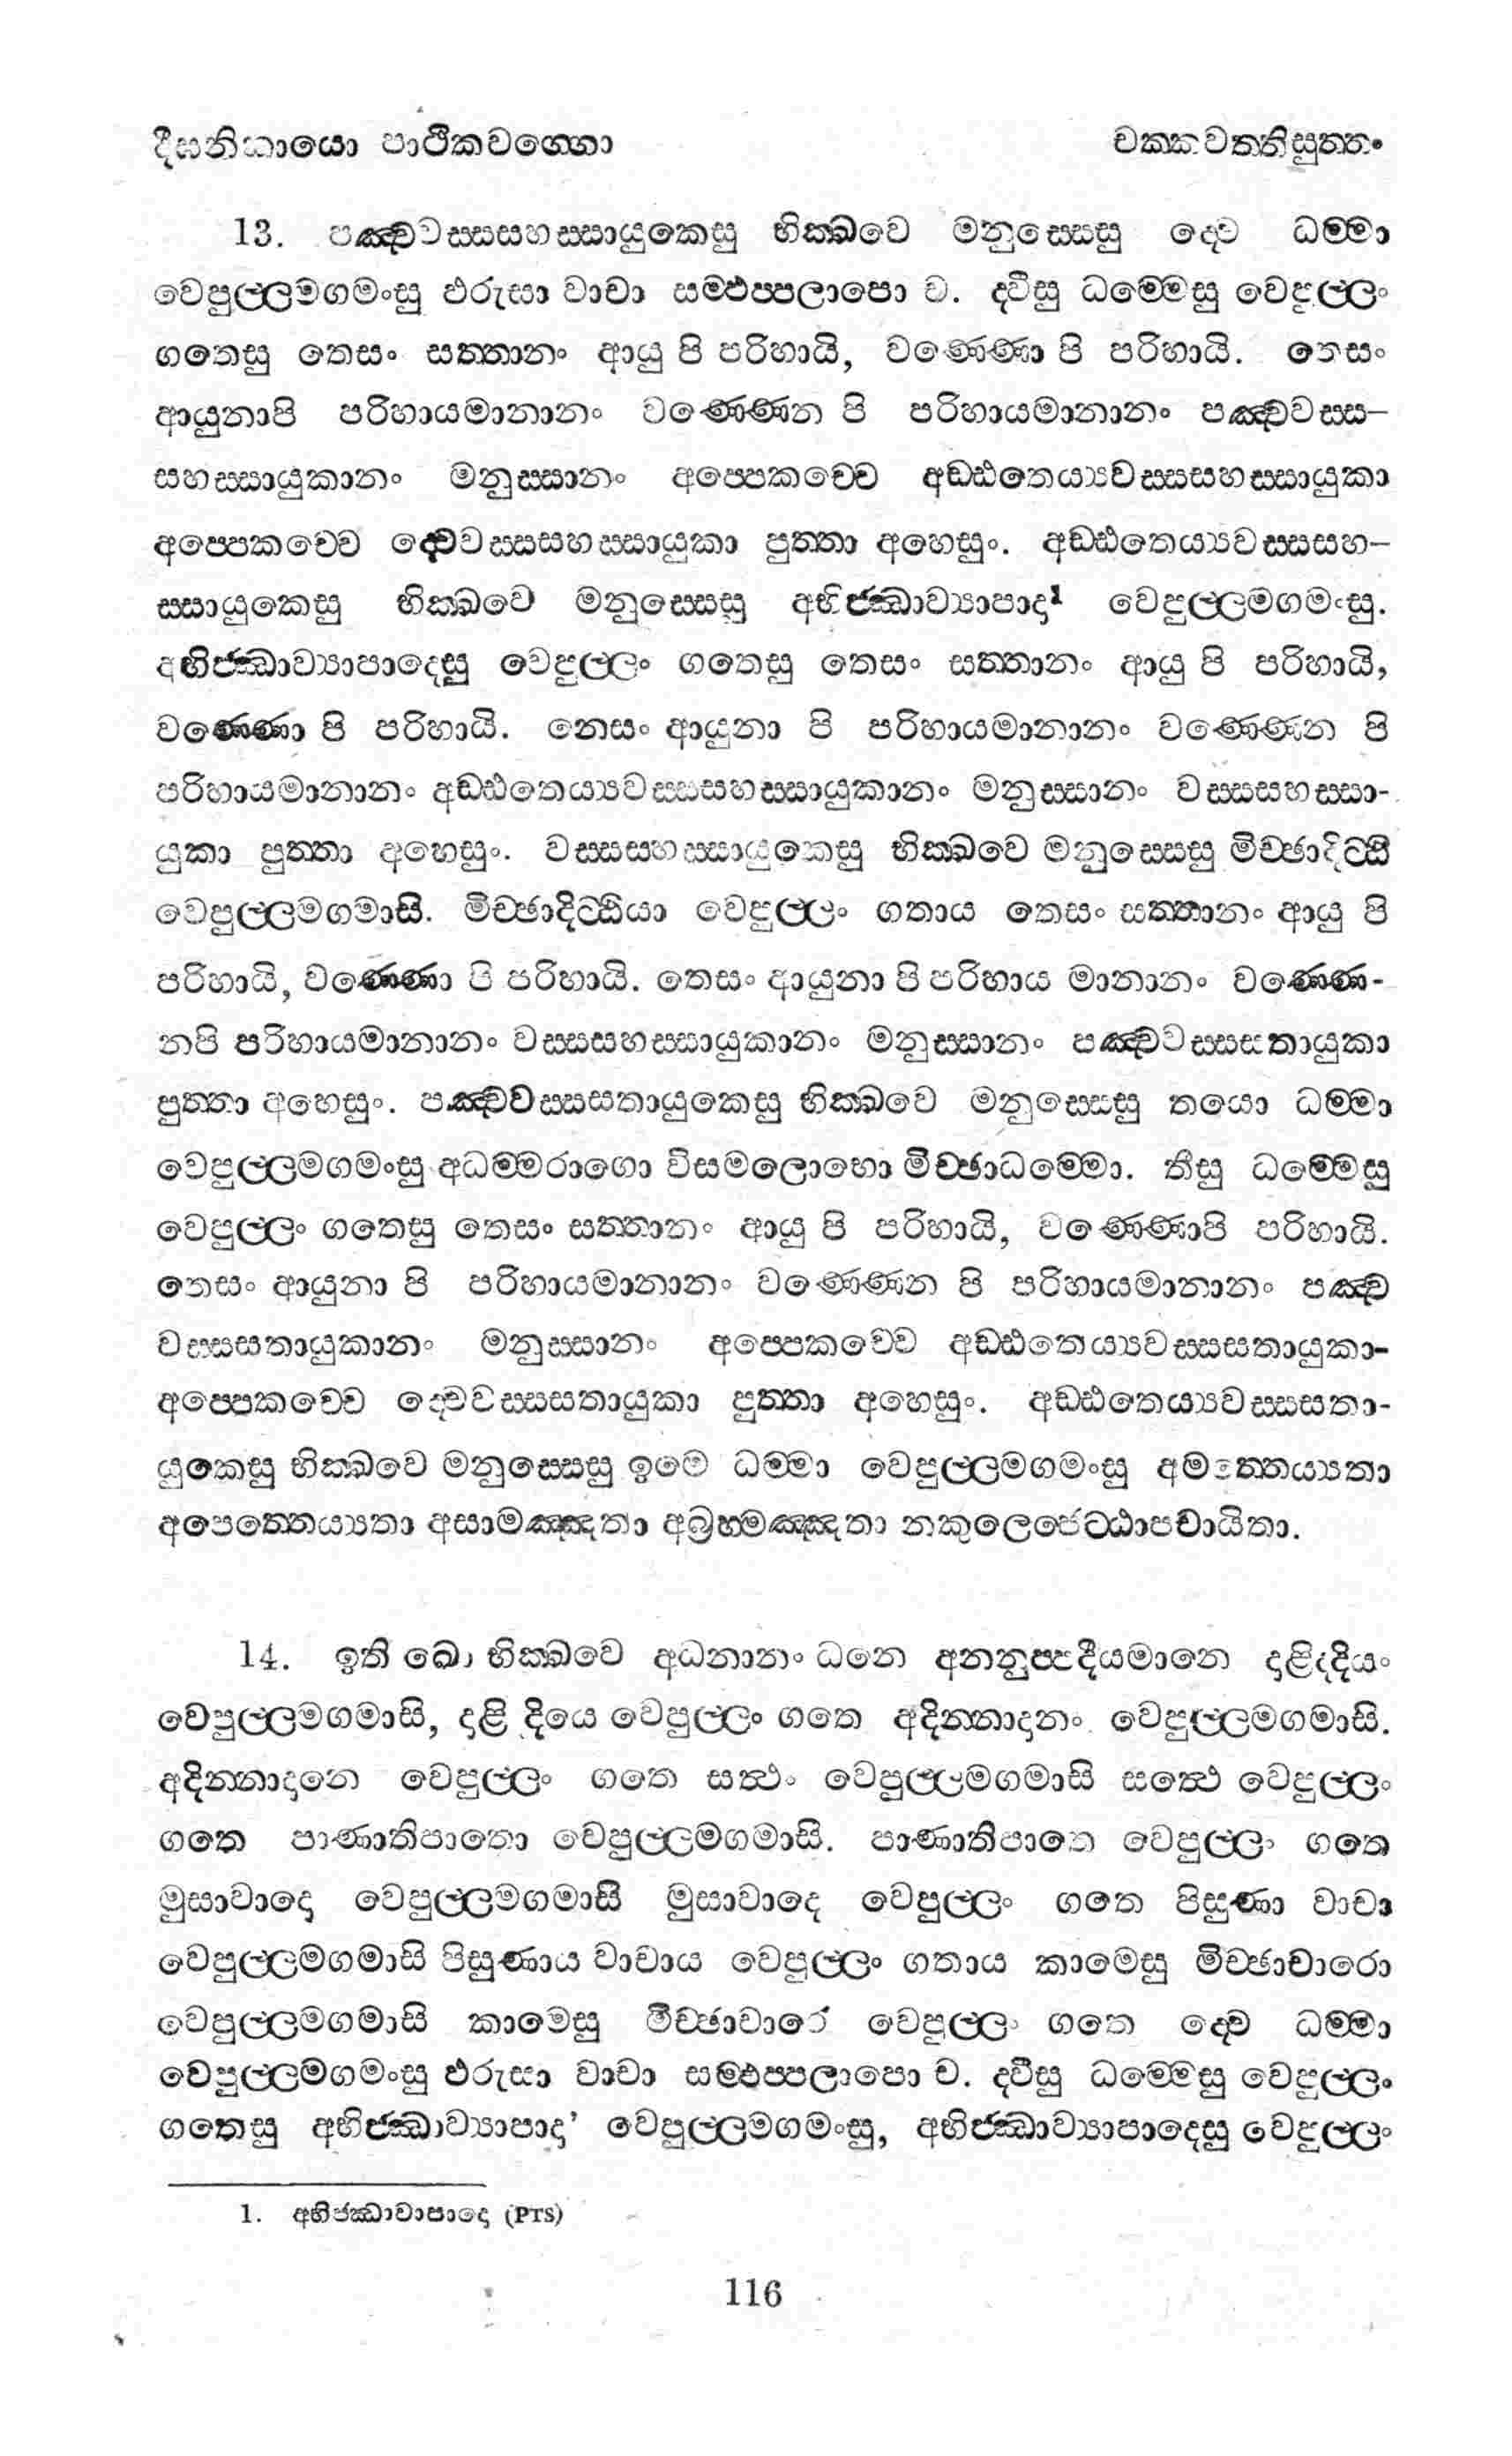 දීඝනිකායො පාථිකවග්ගො චක්කවත්තිසුත්තං
13. පඤ්චවස්සසහස්සායුකෙසු භික්ඛවෙ මනුස්සෙසු ද්වෙ ධම්මා
වෙපුල්ලමගමංසු ඵරුසා වාචා සම්ඵප්පලාපො ච. ද්වීසු ධම්මෙසු වෙපුල්ලං
ගතෙසු තෙසං සත්තානං ආයු පි පරිහායි, වණ්ණො පි පරිහායි. තෙසං
ආයුනාපි පරිහායමානානං වණ්ණෙන පි පරිහායමානානං පඤ්චවස්ස–
සහස්සායුකානං මනුස්සානං අප්පෙකච්චෙ අඩ්ඪතෙය්‍යවස්සසහස්සායුකා
අප්පෙකච්චෙ ද්වෙවස්සසහස්සායුකා පුත්තා අහෙසුං. අඩ්ඪතෙය්‍යවස්සසහ–
ස්සායුකෙසු භික්ඛවෙ මනුස්සෙසු අභිජ්ඣාව්‍යාපාදා¹ වෙපුල්ලමගමංසු.
අභිජ්ඣාව්‍යාපාදෙසු වෙපුල්ලං ගතෙසු තෙසං සත්තානං ආයු පි පරිහායි,
වණ්ණො පි පරිහායි. තෙසං ආයුනා පි පරිහායමානානං වණ්ණෙන පි
පරිහායමානානං අඩ්ඪතෙය්‍යවස්සසහස්සායුකානං මනුස්සානං වස්සසහස්සා-
යුකා පුත්තා අහෙසුං. වස්සසහස්සායුකෙසු භික්ඛවෙ මනුස්සෙසු මිච්ඡාදිට්ඨි
වෙපුල්ලමගමාසි. මිච්ඡාදිට්ඨියා වෙපුල්ලං ගතාය තෙසං සත්තානං ආයු පි
පරිහායි, වණ්ණො පි පරිහායි. තෙසං ආයුනා පි පරිහාය මානානං වණ්ණෙ-
නපි පරිහායමානානං වස්සසහස්සායුකානං මනුස්සානං පඤ්චවස්සසතායුකා
පුත්තා අහෙසුං. පඤ්චවස්සසතායුකෙසු භික්ඛවෙ මනුස්සෙසු තයො ධම්මා
වෙපුල්ලමගමංසු අධම්මරාගො විසමලොභො මිච්ඡාධම්මො. තීසු ධම්මෙසු
වෙපුල්ලං ගතෙසු තෙසං සත්තානං ආයු පි පරිහායි, වණ්ණොපි පරිහායි.
තෙසං ආයුනා පි පරිහායමානානං වණ්ණෙන පි පරිහායමානානං පඤ්ච
වස්සසතායුකානං මනුස්සානං අප්පෙකච්චෙ අඩ්ඪතෙය්‍යවස්සසතායුකා-
අප්පෙකච්චෙ ද්වෙවස්සසතායුකා පුත්තා අහෙසුං. අඩ්ඪතෙය්‍යවස්සසතා-
යුකෙසු භික්ඛවෙ මනුස්සෙසු ඉමෙ ධම්මා වෙපුල්ලමගමංසු අමත්තෙය්‍යතා
අපෙත්තෙය්‍යතා අසාමඤ්ඤතා අබ්‍රහ්මඤ්ඤතා නකුලෙජෙට්ඨාපචායිතා.
14. ඉති ඛො භික්ඛවෙ අධනානං ධනෙ අනනුප්පදීයමානෙ දාළිද්දියං
වෙපුල්ලමගමාසි, දාළි දියෙ වෙපුල්ලං ගතෙ අදින්නාදානං වෙපුල්ලමගමාසි.
අදින්නාදානෙ වෙපුල්ලං ගතෙ සත්ථං වෙපුල්ලමගමාසි සත්ථෙ වෙපුල්ලං
ගතෙ පාණාතිපාතො වෙපුල්ලමගමාසි. පාණාතිපාතෙ වෙපුල්ලං ගතෙ
මුසාවාදො වෙපුල්ලමගමාසි මුසාවාදෙ වෙපුල්ලං ගතෙ පිසුණා වාචා
වෙපුල්ලමගමාසි පිසුණාය වාචාය වෙපුල්ලං ගතාය කාමෙසු මිච්ඡාචාරො
වෙපුල්ලමගමාසි කාමෙසු මිච්ඡාචාරෙ වෙපුල්ලං ගතෙ ද්වෙ ධම්මා
වෙපුල්ලමගමංසු ඵරුසා වාචා සම්ඵප්පලාපො ච. ද්වීසු ධම්මෙසු වෙපුල්ලං
ගතෙසු අභිජ්ඣාව්‍යාපාදා' වෙපුල්ලමගමංසු, අභිජ්ඣාව්‍යාපාදෙසු වෙපුල්ලං
1. අභිජ්ඣාවාපාදො (PTS)
116